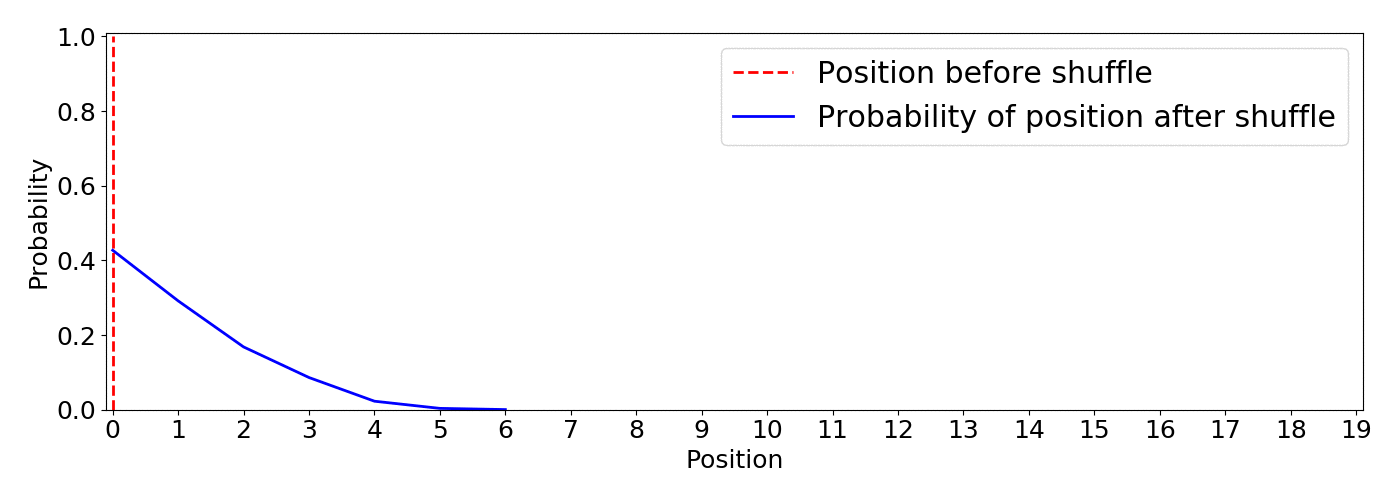 1.0
0.8
0.6
0.4
0.2
0.0
Probability
Position before shuffle
Probability of position after shuffle
0 1 2 3 4 5 6 7 8 9 10 11 12 13 14 15 16 17 18 19
Position